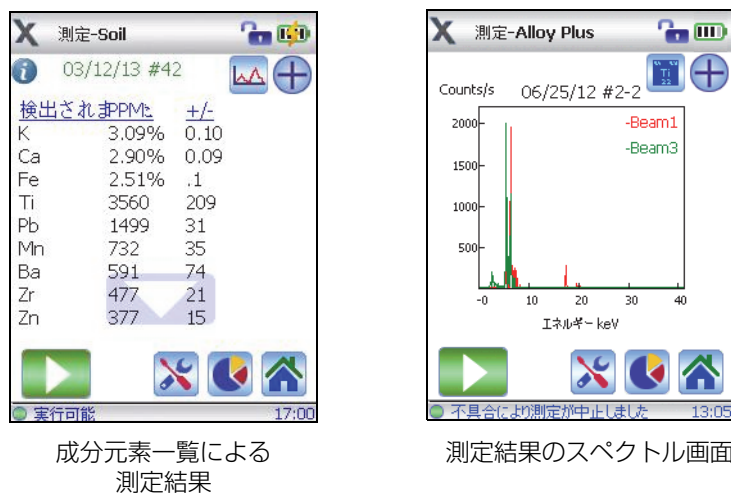 測定-Soil
03/12/13 #42
検出されま PPMさ +/-
K 3.09% 0.10
Ca 2.90% 0.09
Fe 2.51% .1
Ti 3560 209
Pb 1499 31
Mn 732 35
Ba 591 74
Zr 477 21
Zn 377 15
実行可能 17:00
成分元素一覧による
測定結果
測定-Alloy Plus
Ti
22
Counts/s 06/25/12 #2-2
-Beam1
-Beam3
2000
1500
1000
500
-0 10 20 30 40
エネルギー keV
不具合により測定が中止しました 13:05
測定結果のスペクトル画面